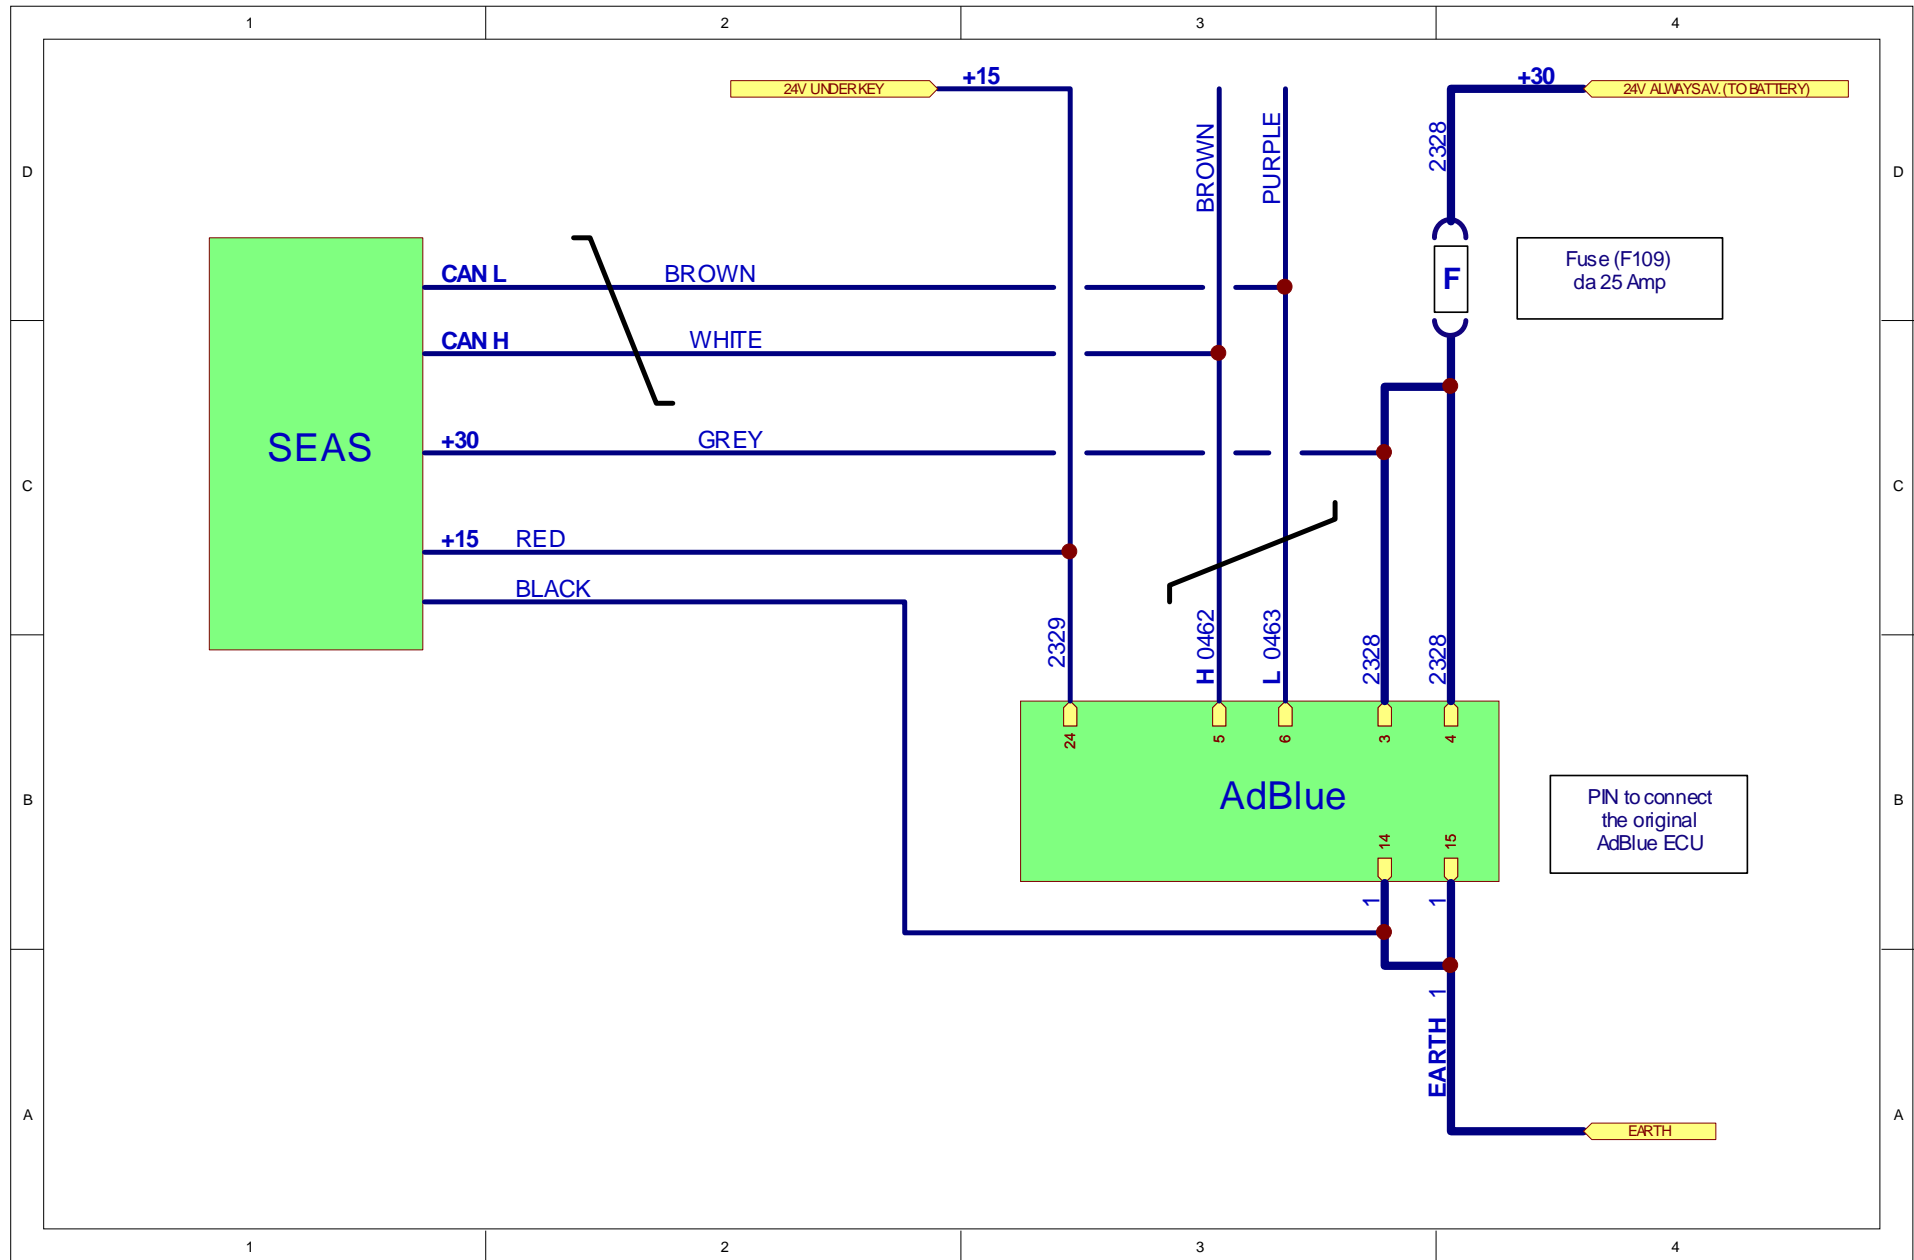 1 2 3 4
24V UNDERKEY
+15
+30
24V ALWAYS AV. (TO BATTERY)
D
BROWN
PURPLE
2328
D
CAN L
BROWN
F
Fuse (F109)
da 25 Amp
CAN H
WHITE
SEAS
+30
GREY
C
C
+15
RED
BLACK
2329
H 0462
L 0463
2328
2328
24
5
6
3
4
AdBlue
B
PIN to connect
the original
AdBlue ECU
B
14
15
1
1
EARTH 1
A
A
EARTH
1 2 3 4